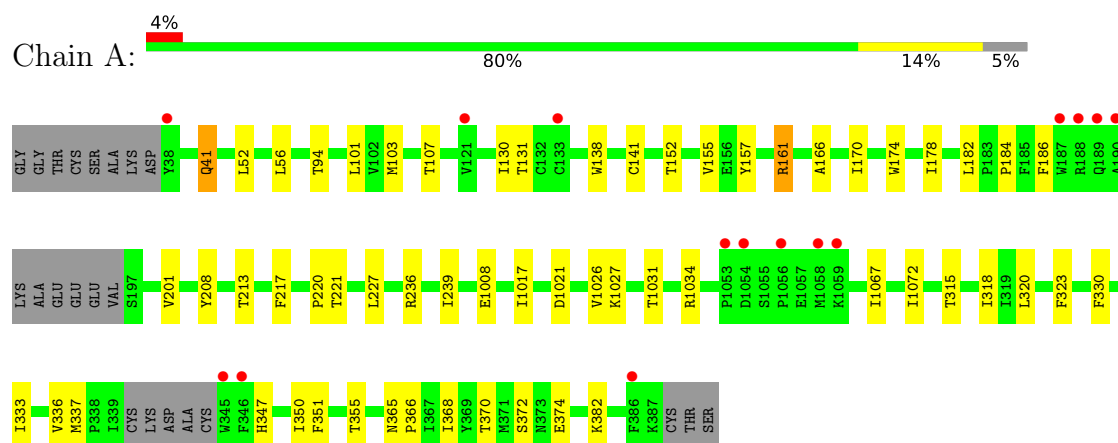 4%
Chain A:
80% 14% 5%
GLY GLY THR CYS SER ALA LYS ASP Y38 Q41 L52 L56 T94 L101 V102 M103 T107 V121 I130 T131 C132 C133 W138 C141 T152 V155 E156 Y157 R161 A166 I170 W174 I178 L182 P183 P184 F185 F186 W187 R188 Q189 A190
LYS ALA GLU GLU GLU VAL S197 V201 Y208 T213 F217 P220 T221 L227 R236 I239 E1008 I1017 D1021 V1026 K1027 T1031 R1034 P1053 D1054 S1055 P1056 E1057 M1058 K1059 I1067 I1072 T315 I318 I319 L320 F323 F330
I333 V336 M337 P338 I339 CYS LYS ASP ALA CYS W345 F346 H347 I350 F351 T355 N365 P366 I367 I368 Y369 T370 M371 S372 N373 E374 K382 F386 K387 CYS THR SER